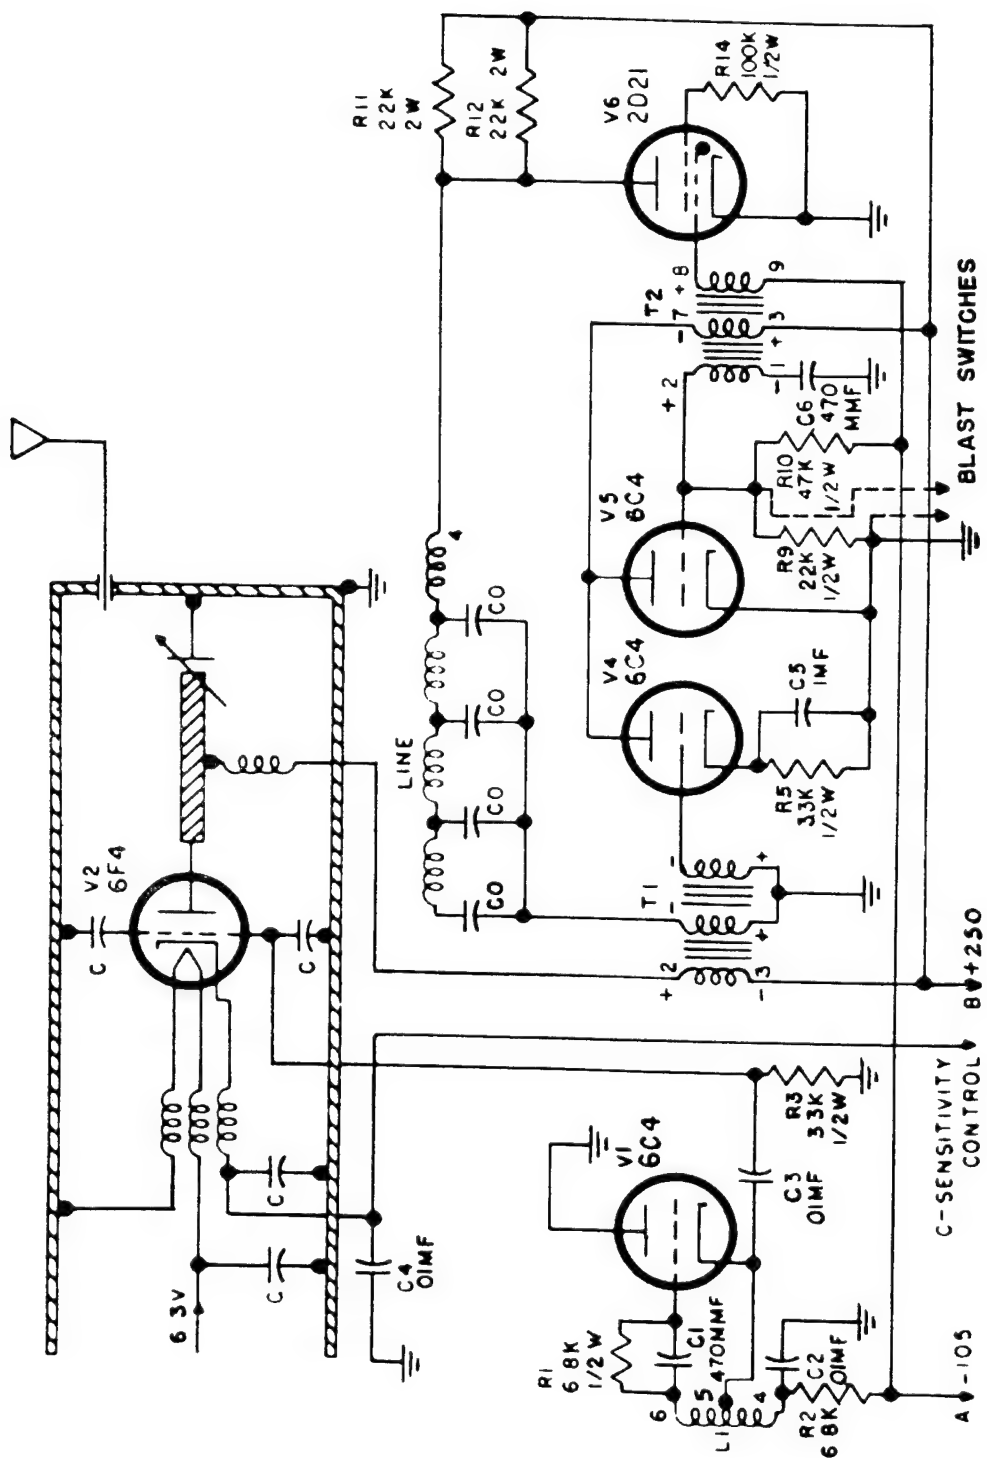 R11
22K
2W
R12
22K 2W
V6
2D21
R14
100K
1/2W
V2
6F4
C
C
C
C
6 3V
C4
01MF
LINE
4
CO
CO
CO
CO
T2
+8
-7
+2
9
3
+
-1
C6
470
MMF
V5
6C4
V4
6C4
R10
47K
1/2W
R9
22K
1/2W
C5
1MF
R5
33K
1/2W
BLAST SWITCHES
T1
-
-
+2
+
+
-3
B+250
C-SENSITIVITY
CONTROL
V1
6C4
R3
33K
1/2W
C3
01MF
R1
68K
1/2W
C1
470MMF
6
5
4
L1
C2
01MF
R2
68K
A-105